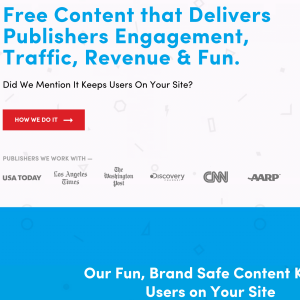 Free Content that Delivers
Publishers Engagement,
Traffic, Revenue & Fun.
Did We Mention It Keeps Users On Your Site?
HOW WE DO IT
PUBLISHERS WE WORK WITH —
USA TODAY
Los Angeles
Times
The
Washington
Post
Discovery
CNN
AARP
Our Fun, Brand Safe Content K
Users on Your Site